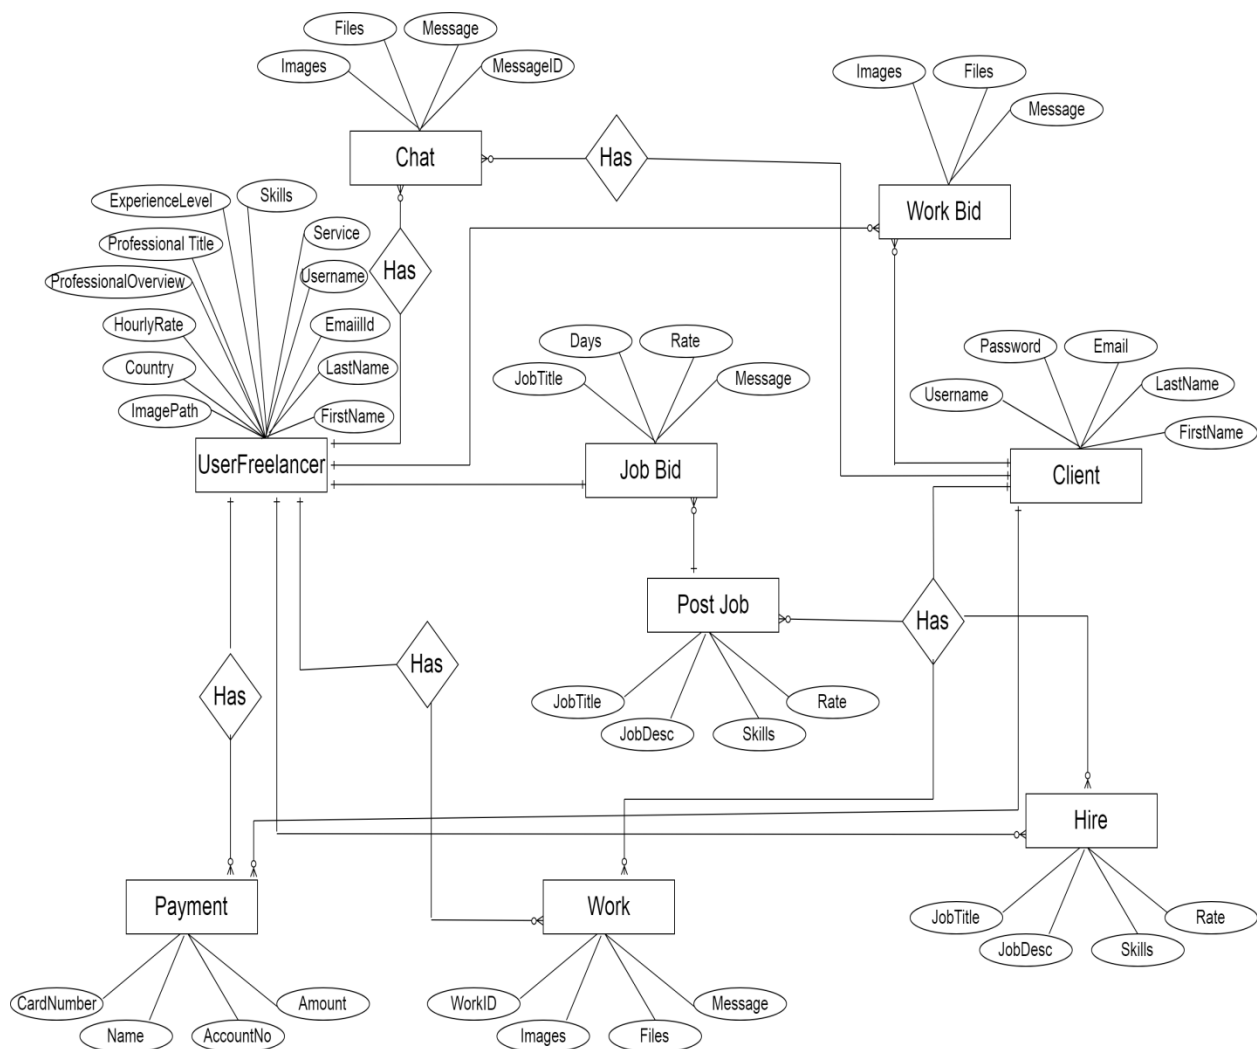 Files
Message
Images
MessageID
Images
Files
Message
Chat
Has
Work Bid
ExperienceLevel
Skills
Service
Professional Title
Has
Username
ProfessionalOverview
HourlyRate
EmaiilId
Country
LastName
ImagePath
FirstName
UserFreelancer
Days
Rate
JobTitle
Message
Job Bid
Password
Email
Username
LastName
FirstName
Client
Post Job
Has
JobTitle
Rate
JobDesc
Skills
Has
Has
Hire
JobTitle
Rate
JobDesc
Skills
Payment
CardNumber
Amount
Name
AccountNo
Work
WorkID
Message
Images
Files